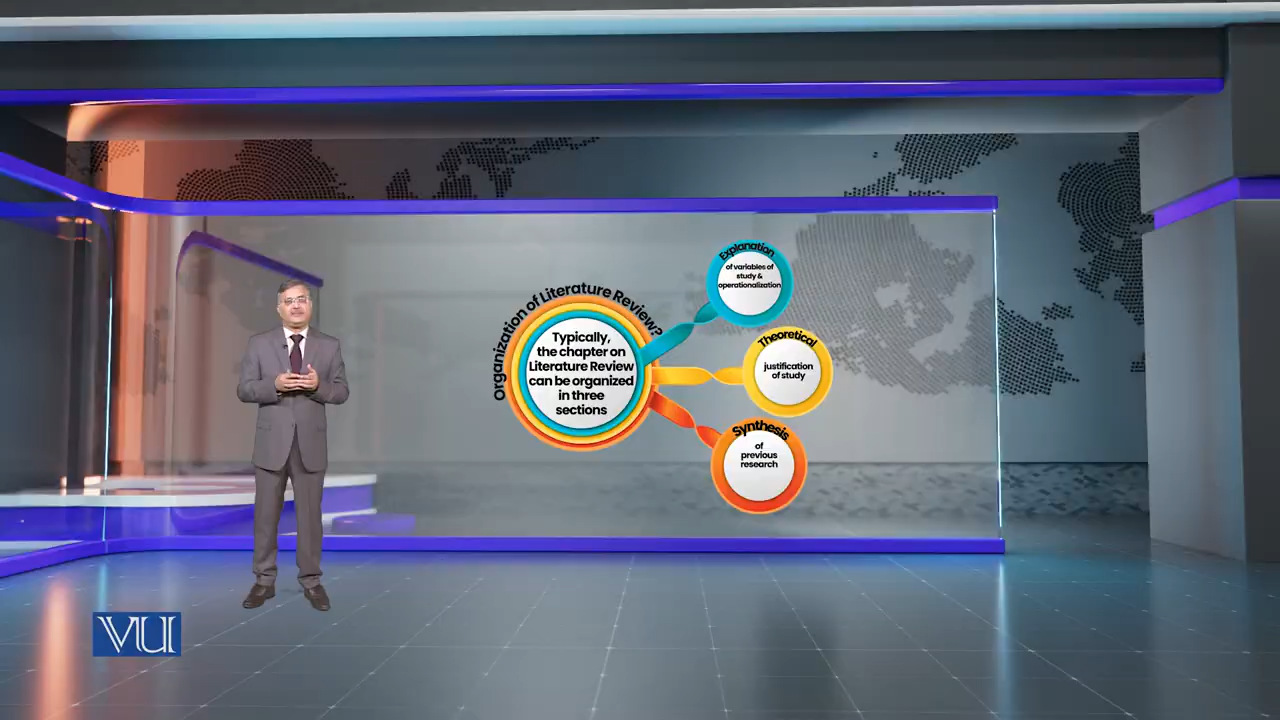 Organization of Literature Review?
Typically,
the chapter on
Literature Review
can be organized
in three
sections
Explanation
of variables of
study &
operationalization
Theoretical
justification
of study
Synthesis
of
previous
research
VU